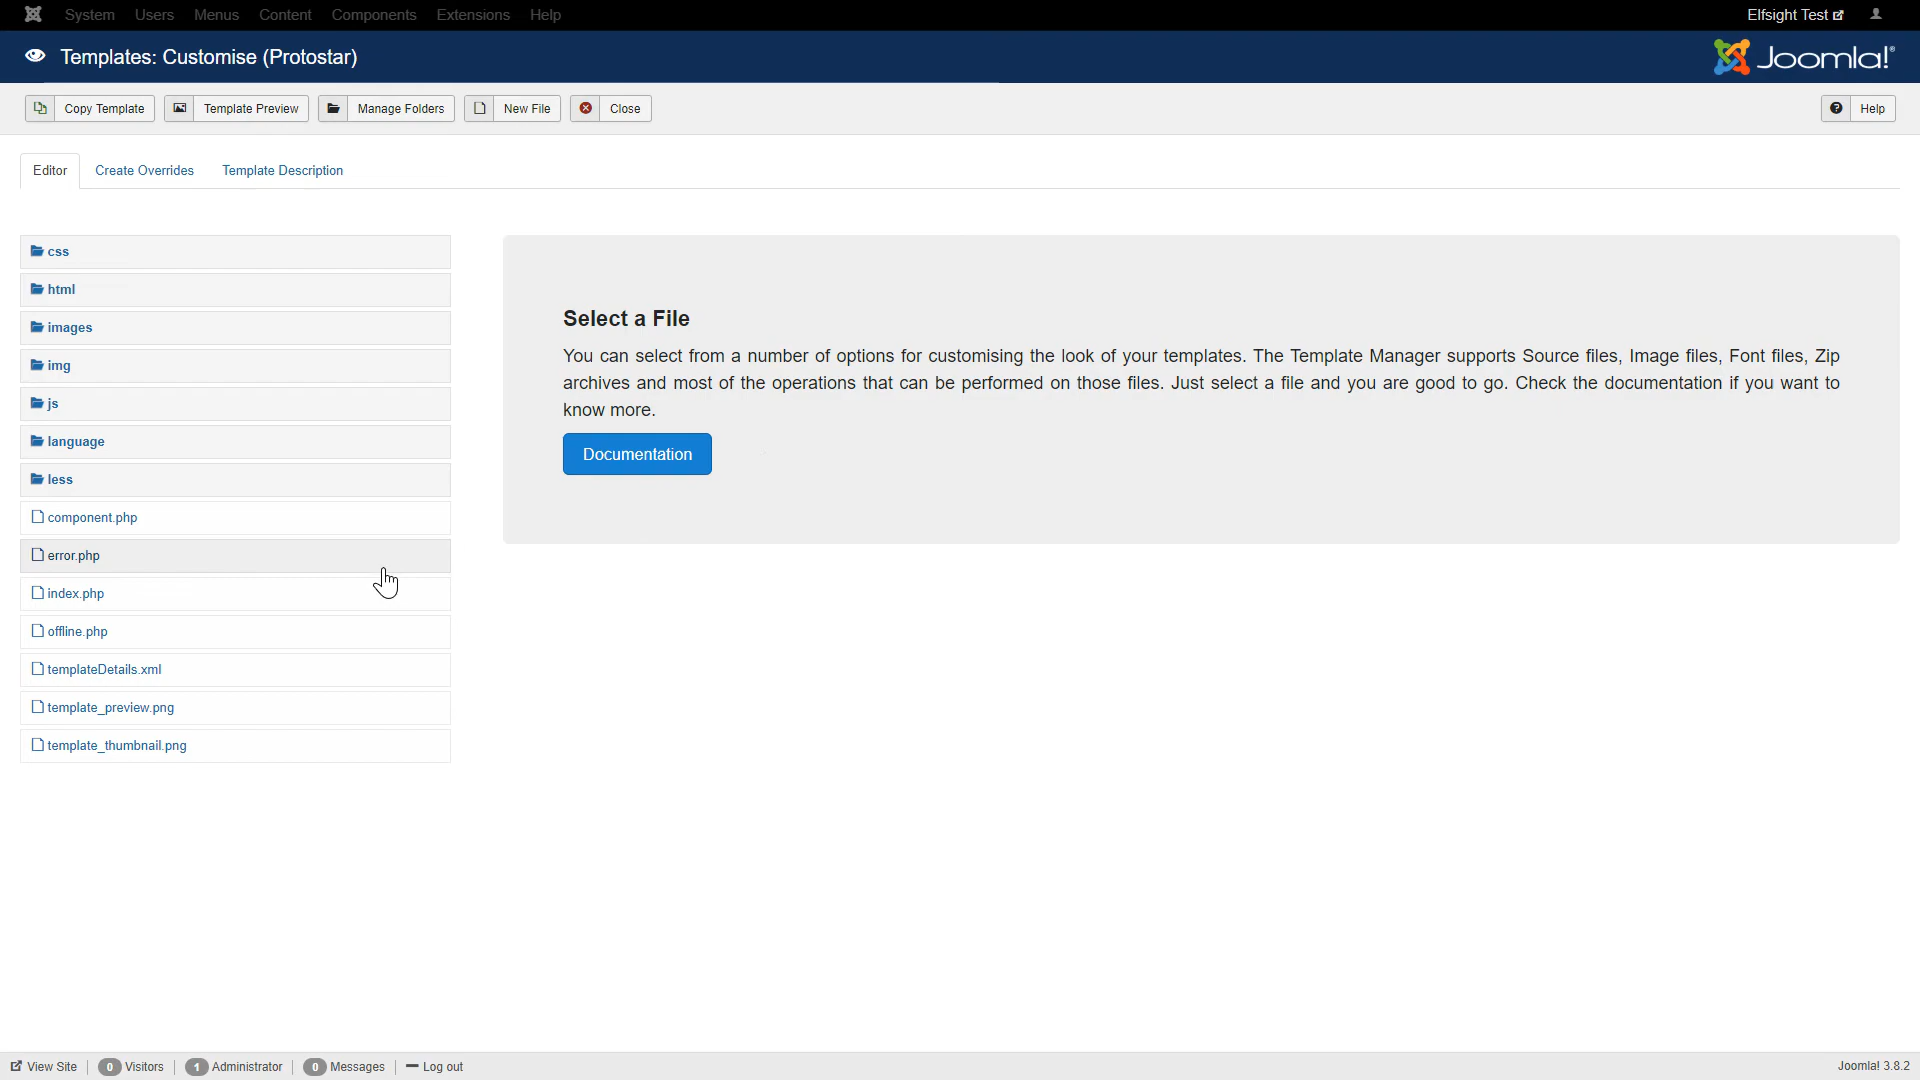 System Users Menus Content Components Extensions Help Elfsight Test
Templates: Customise (Protostar) Joomla!®
Copy Template Template Preview Manage Folders New File Close Help
Editor Create Overrides Template Description
css
html
images
img
js
language
less
component.php
error.php
index.php
offline.php
templateDetails.xml
template_preview.png
template_thumbnail.png
Select a File
You can select from a number of options for customising the look of your templates. The Template Manager supports Source files, Image files, Font files, Zip
archives and most of the operations that can be performed on those files. Just select a file and you are good to go. Check the documentation if you want to
know more.
Documentation
View Site 0 Visitors 1 Administrator 0 Messages Log out Joomla! 3.8.2